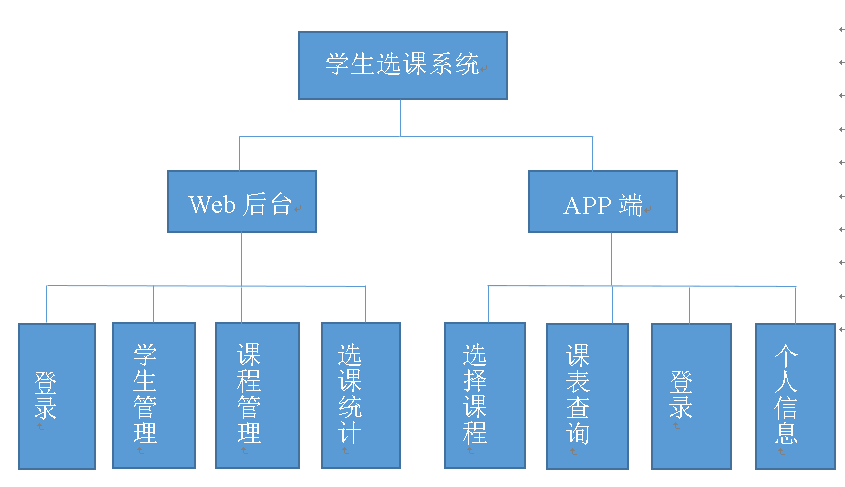 学生选课系统
Web 后台
APP 端
登录
学生管理
课程管理
选课统计
选择课程
课表查询
登录
个人信息